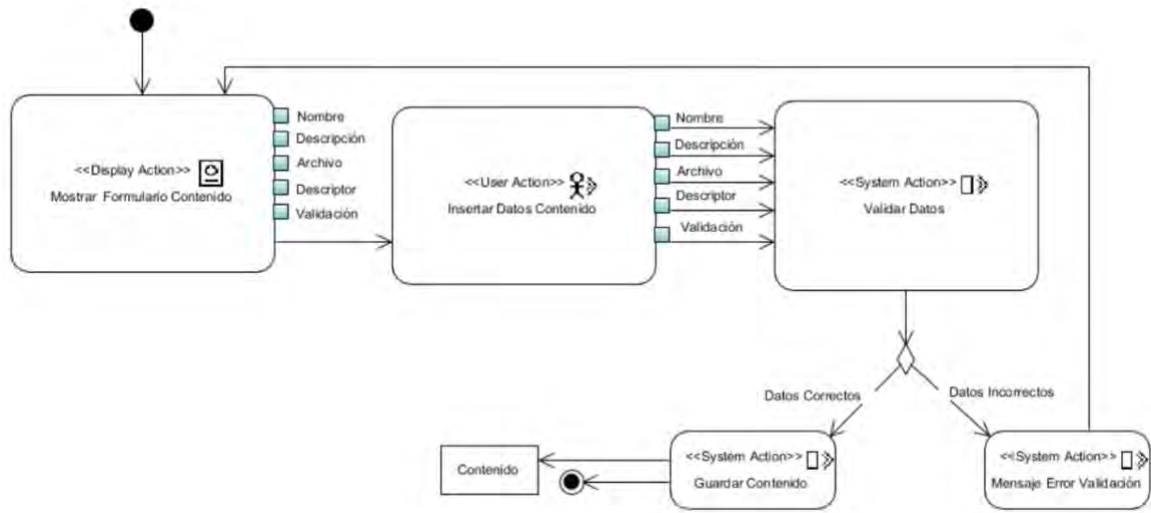 <<Display Action>>
Mostrar Formulario Contenido
Nombre
Descripción
Archivo
Descriptor
Validación
<<User Action>>
Insertar Datos Contenido
Nombre
Descripción
Archivo
Descriptor
Validación
<<System Action>>
Validar Datos
Datos Correctos
Datos Incorrectos
Contenido
<<System Action>>
Guardar Contenido
<<System Action>>
Mensaje Error Validación